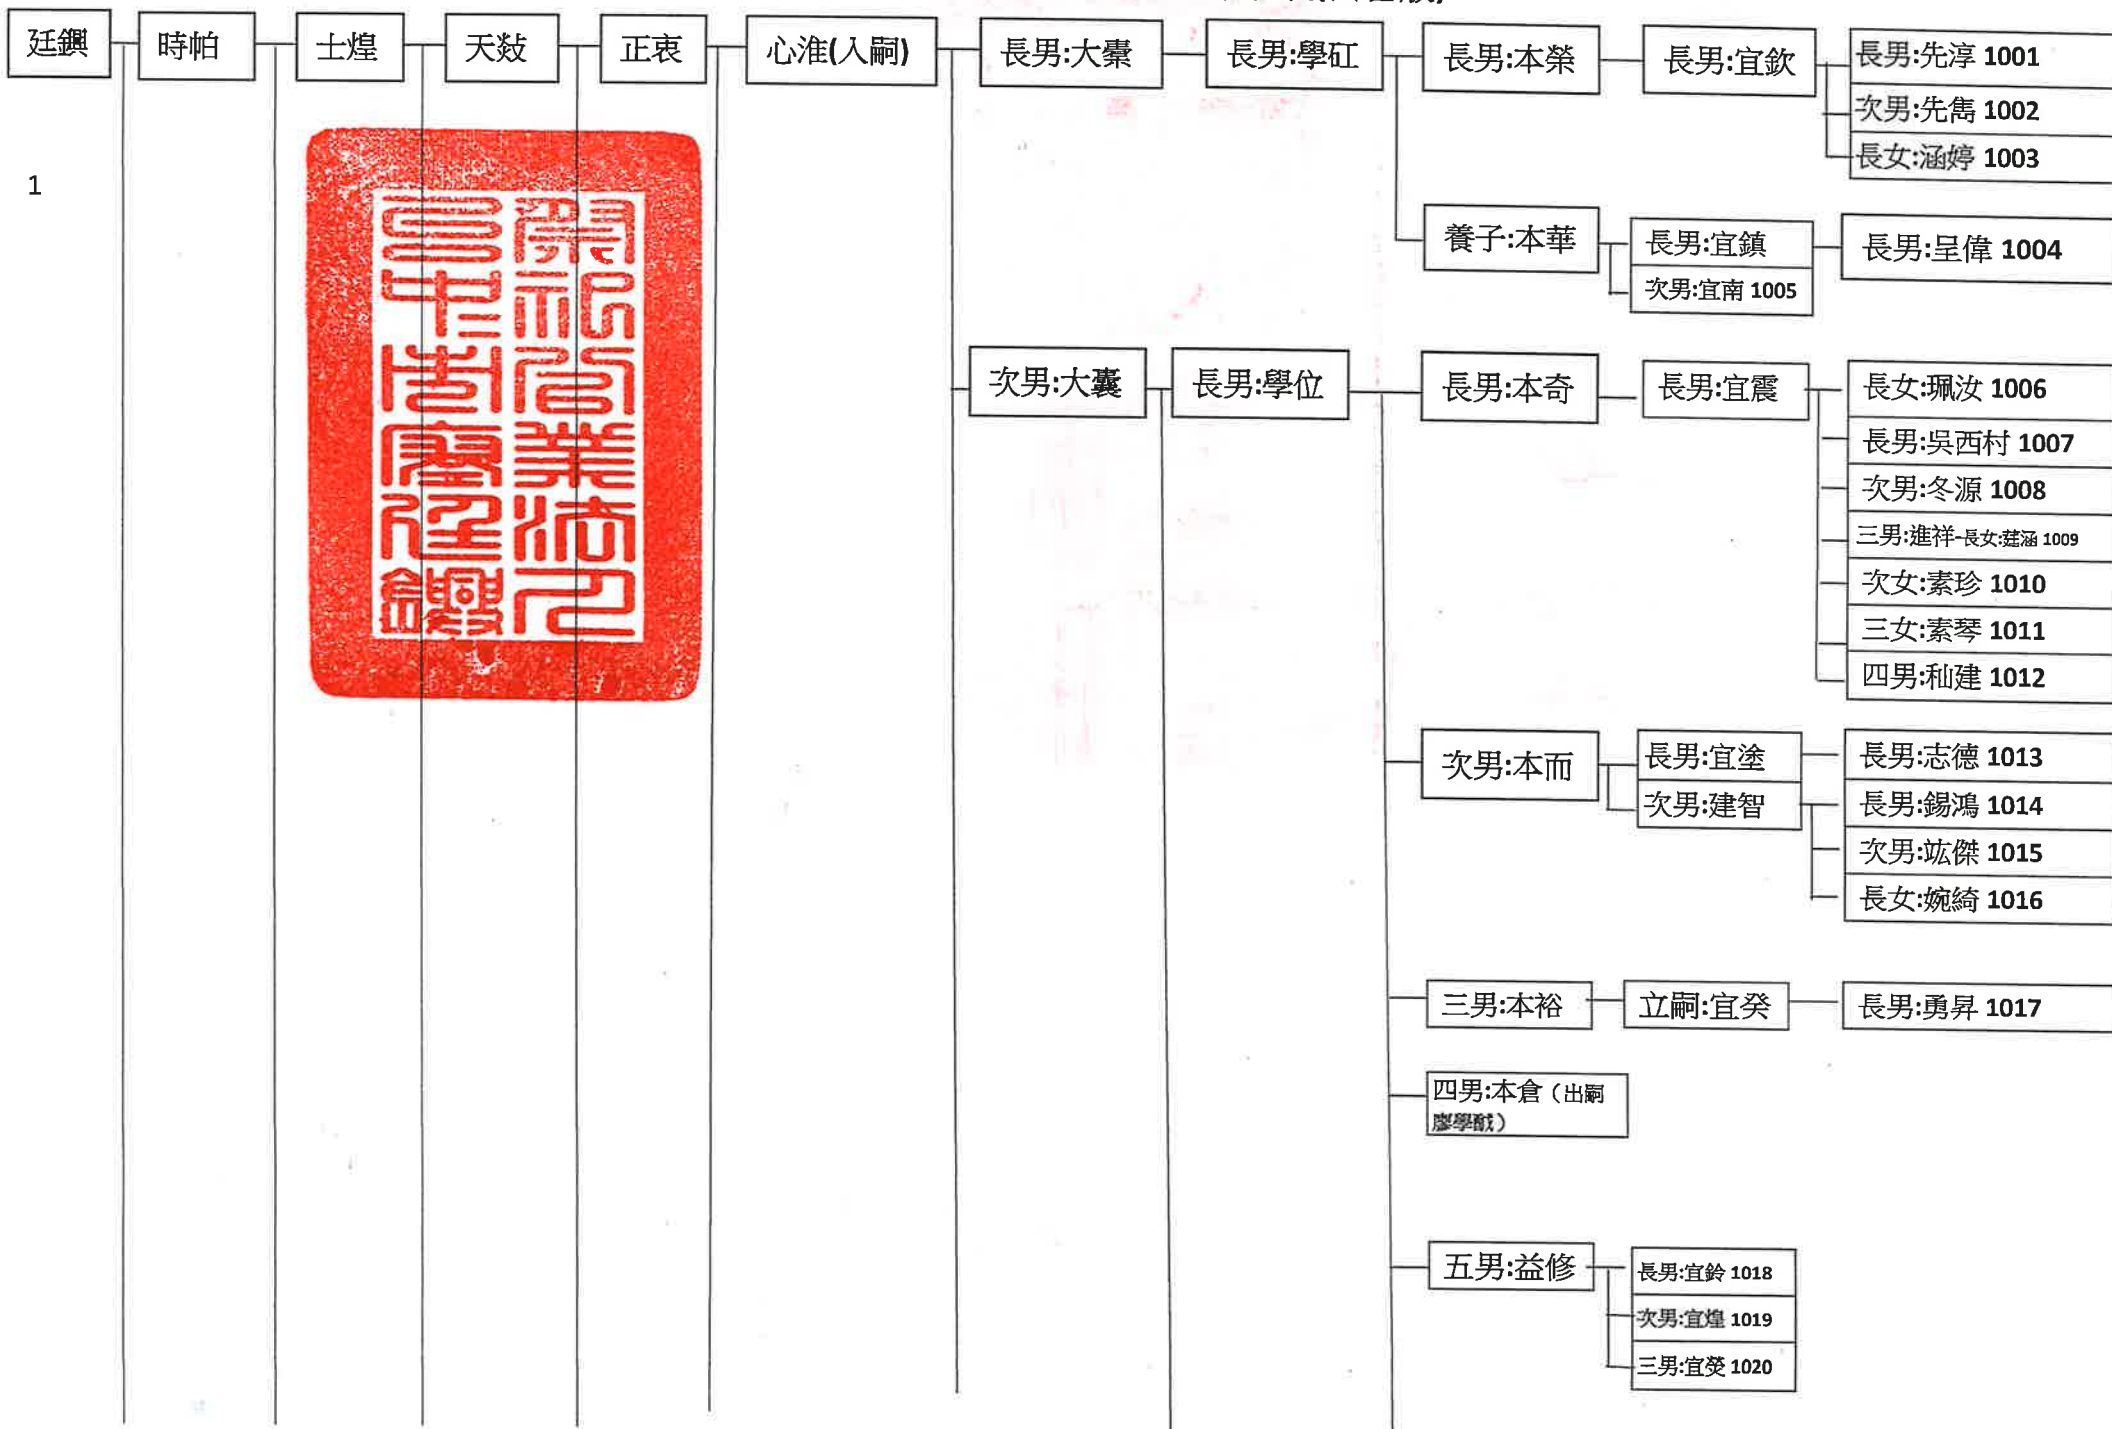 廷鎭 時帕 士煌 天敠 正衷 心淮(入嗣) 長男:大橐 長男:學矼 長男:本榮 長男:宜欽 長男:先淳 1001
次男:先雋 1002
長女:涵婷 1003
1
養子:本華 長男:宜鎮 長男:呈偉 1004
次男:宜南 1005
次男:大囊 長男:學位 長男:本奇 長男:宜震 長女:珮汝 1006
長男:吳西村 1007
次男:冬源 1008
三男:進祥-長女:莛涵 1009
次女:素珍 1010
三女:素琴 1011
四男:秈建 1012
次男:本而 長男:宜塗 長男:志德 1013
次男:建智 長男:錫鴻 1014
次男:竑傑 1015
長女:婉綺 1016
三男:本裕 立嗣:宜癸 長男:勇昇 1017
四男:本倉（出嗣
廖學）
五男:益修 長男:宜鈴 1018
次男:宜煌 1019
三男:宜熒 1020